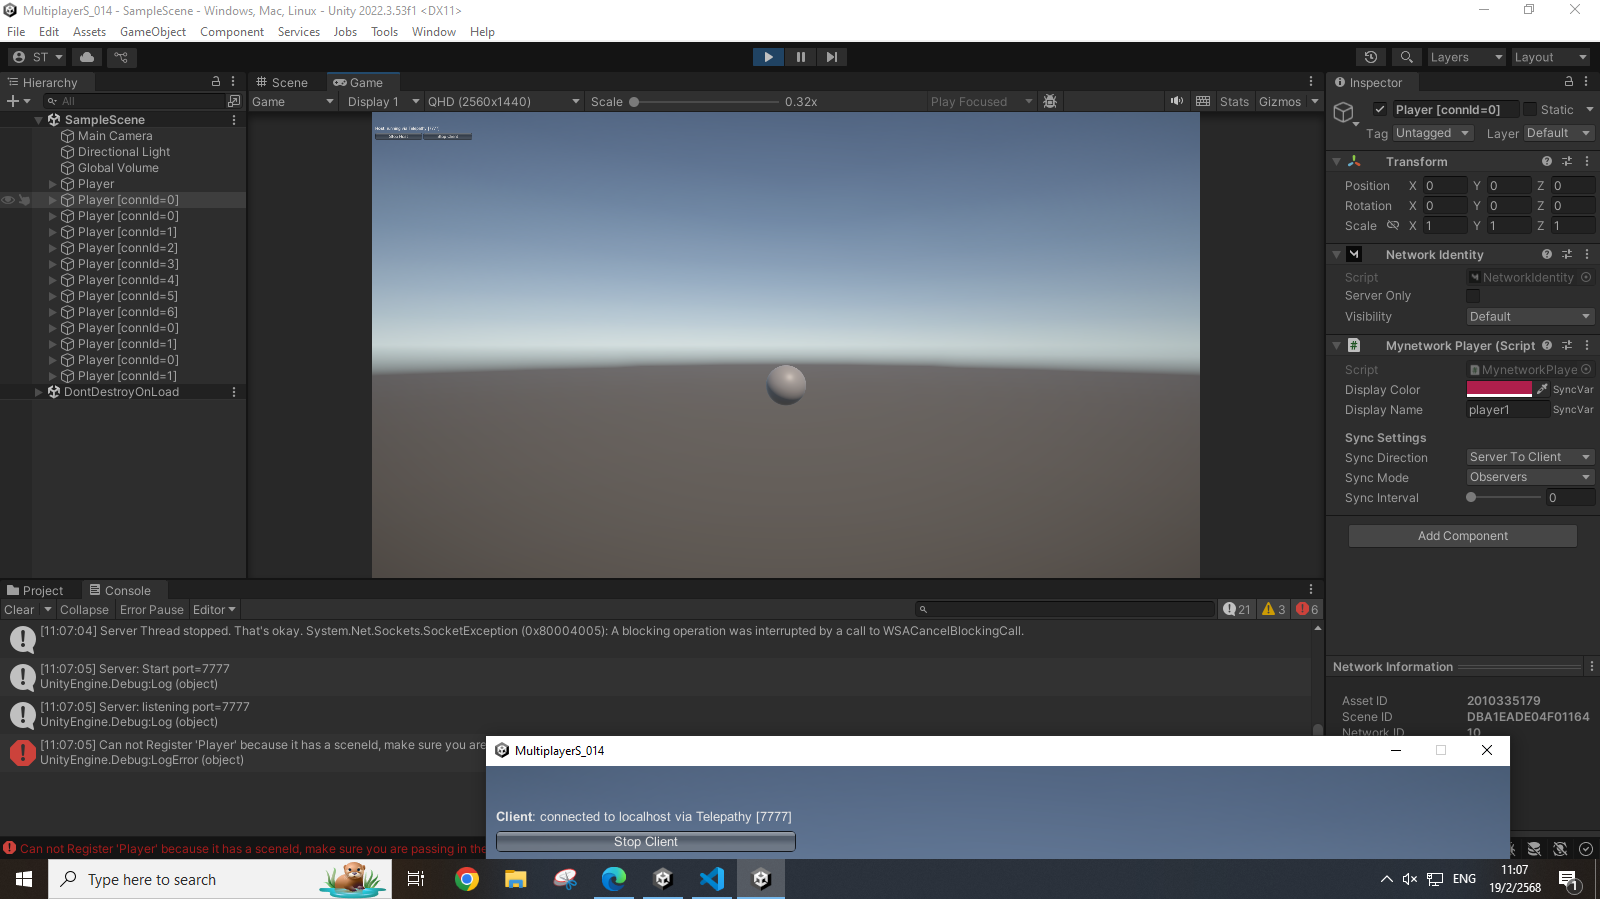 MultiplayerS_014 - SampleScene - Windows, Mac, Linux - Unity 2022.3.53f1 <DX11>
File Edit Assets GameObject Component Services Jobs Tools Window Help
ST Layers Layout
Hierarchy
All
SampleScene
Main Camera
Directional Light
Global Volume
Player
Player [connId=0]
Player [connId=0]
Player [connId=1]
Player [connId=2]
Player [connId=3]
Player [connId=4]
Player [connId=5]
Player [connId=6]
Player [connId=0]
Player [connId=1]
Player [connId=0]
Player [connId=1]
DontDestroyOnLoad
Scene Game
Game Display 1 QHD (2560x1440) Scale 0.32x Play Focused Stats Gizmos
Host: running via Telepathy [7777]
Stop Host Stop Client
Inspector
Player [connId=0] Static
Tag Untagged Layer Default
Transform
Position X 0 Y 0 Z 0
Rotation X 0 Y 0 Z 0
Scale X 1 Y 1 Z 1
Network Identity
Script NetworkIdentity
Server Only
Visibility Default
Mynetwork Player (Script
Script MynetworkPlaye
Display Color SyncVar
Display Name player1 SyncVar
Sync Settings
Sync Direction Server To Client
Sync Mode Observers
Sync Interval 0
Add Component
Network Information
Asset ID 2010335179
Scene ID DBA1EADE04F01164
Network ID 10
Project Console
Clear Collapse Error Pause Editor 21 3 6
[11:07:04] Server Thread stopped. That's okay. System.Net.Sockets.SocketException (0x80004005): A blocking operation was interrupted by a call to WSACancelBlockingCall.
[11:07:05] Server: Start port=7777
UnityEngine.Debug:Log (object)
[11:07:05] Server: listening port=7777
UnityEngine.Debug:Log (object)
[11:07:05] Can not Register 'Player' because it has a sceneId, make sure you are
UnityEngine.Debug:LogError (object)
Can not Register 'Player' because it has a sceneId, make sure you are passing in the
MultiplayerS_014
Client: connected to localhost via Telepathy [7777]
Stop Client
Type here to search
ENG
11:07
19/2/2568
1